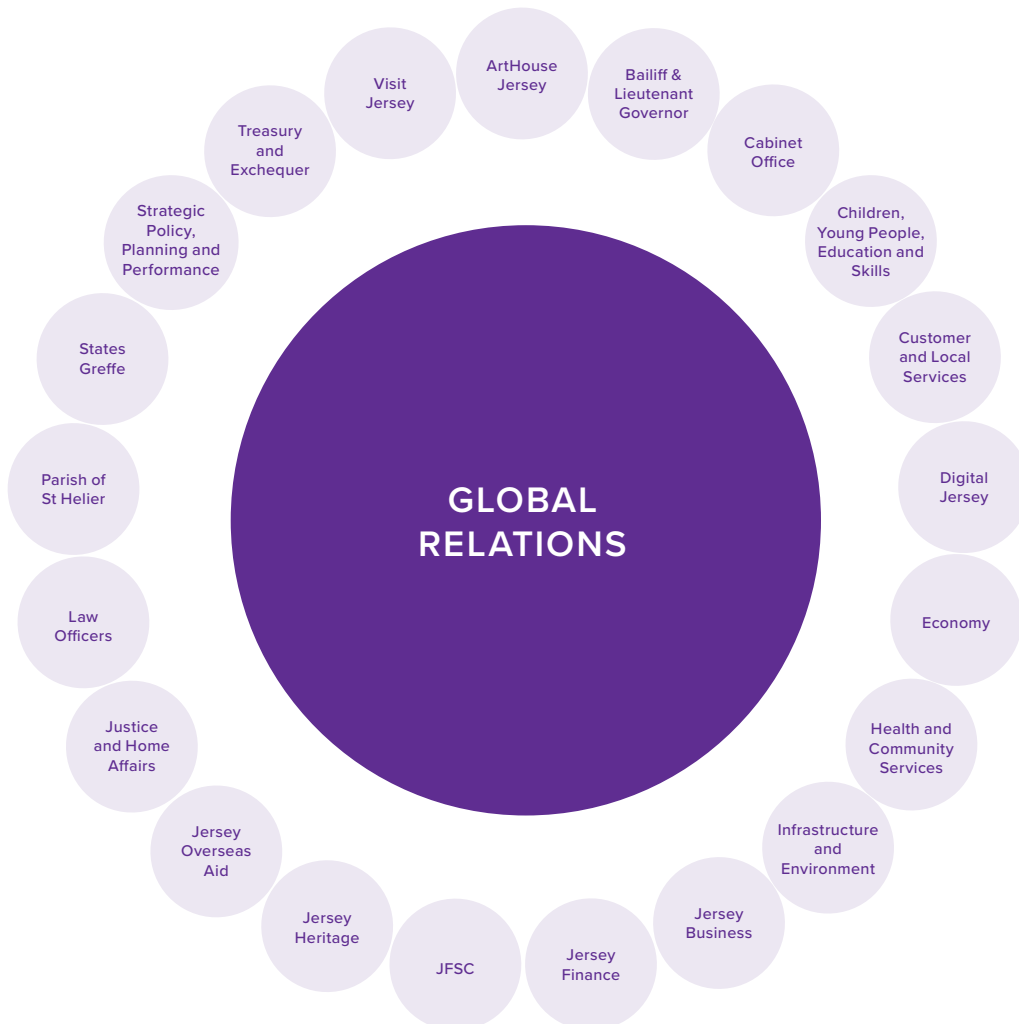 ArtHouse
Jersey
Bailiff &
Lieutenant
Governor
Cabinet
Office
Children,
Young People,
Education and
Skills
Customer
and Local
Services
Digital
Jersey
Economy
Health and
Community
Services
Infrastructure
and
Environment
Jersey
Business
Jersey
Finance
JFSC
Jersey
Heritage
Jersey
Overseas
Aid
Justice
and Home
Affairs
Law
Officers
Parish of
St Helier
States
Greffe
Strategic
Policy,
Planning and
Performance
Treasury
and
Exchequer
Visit
Jersey
GLOBAL
RELATIONS